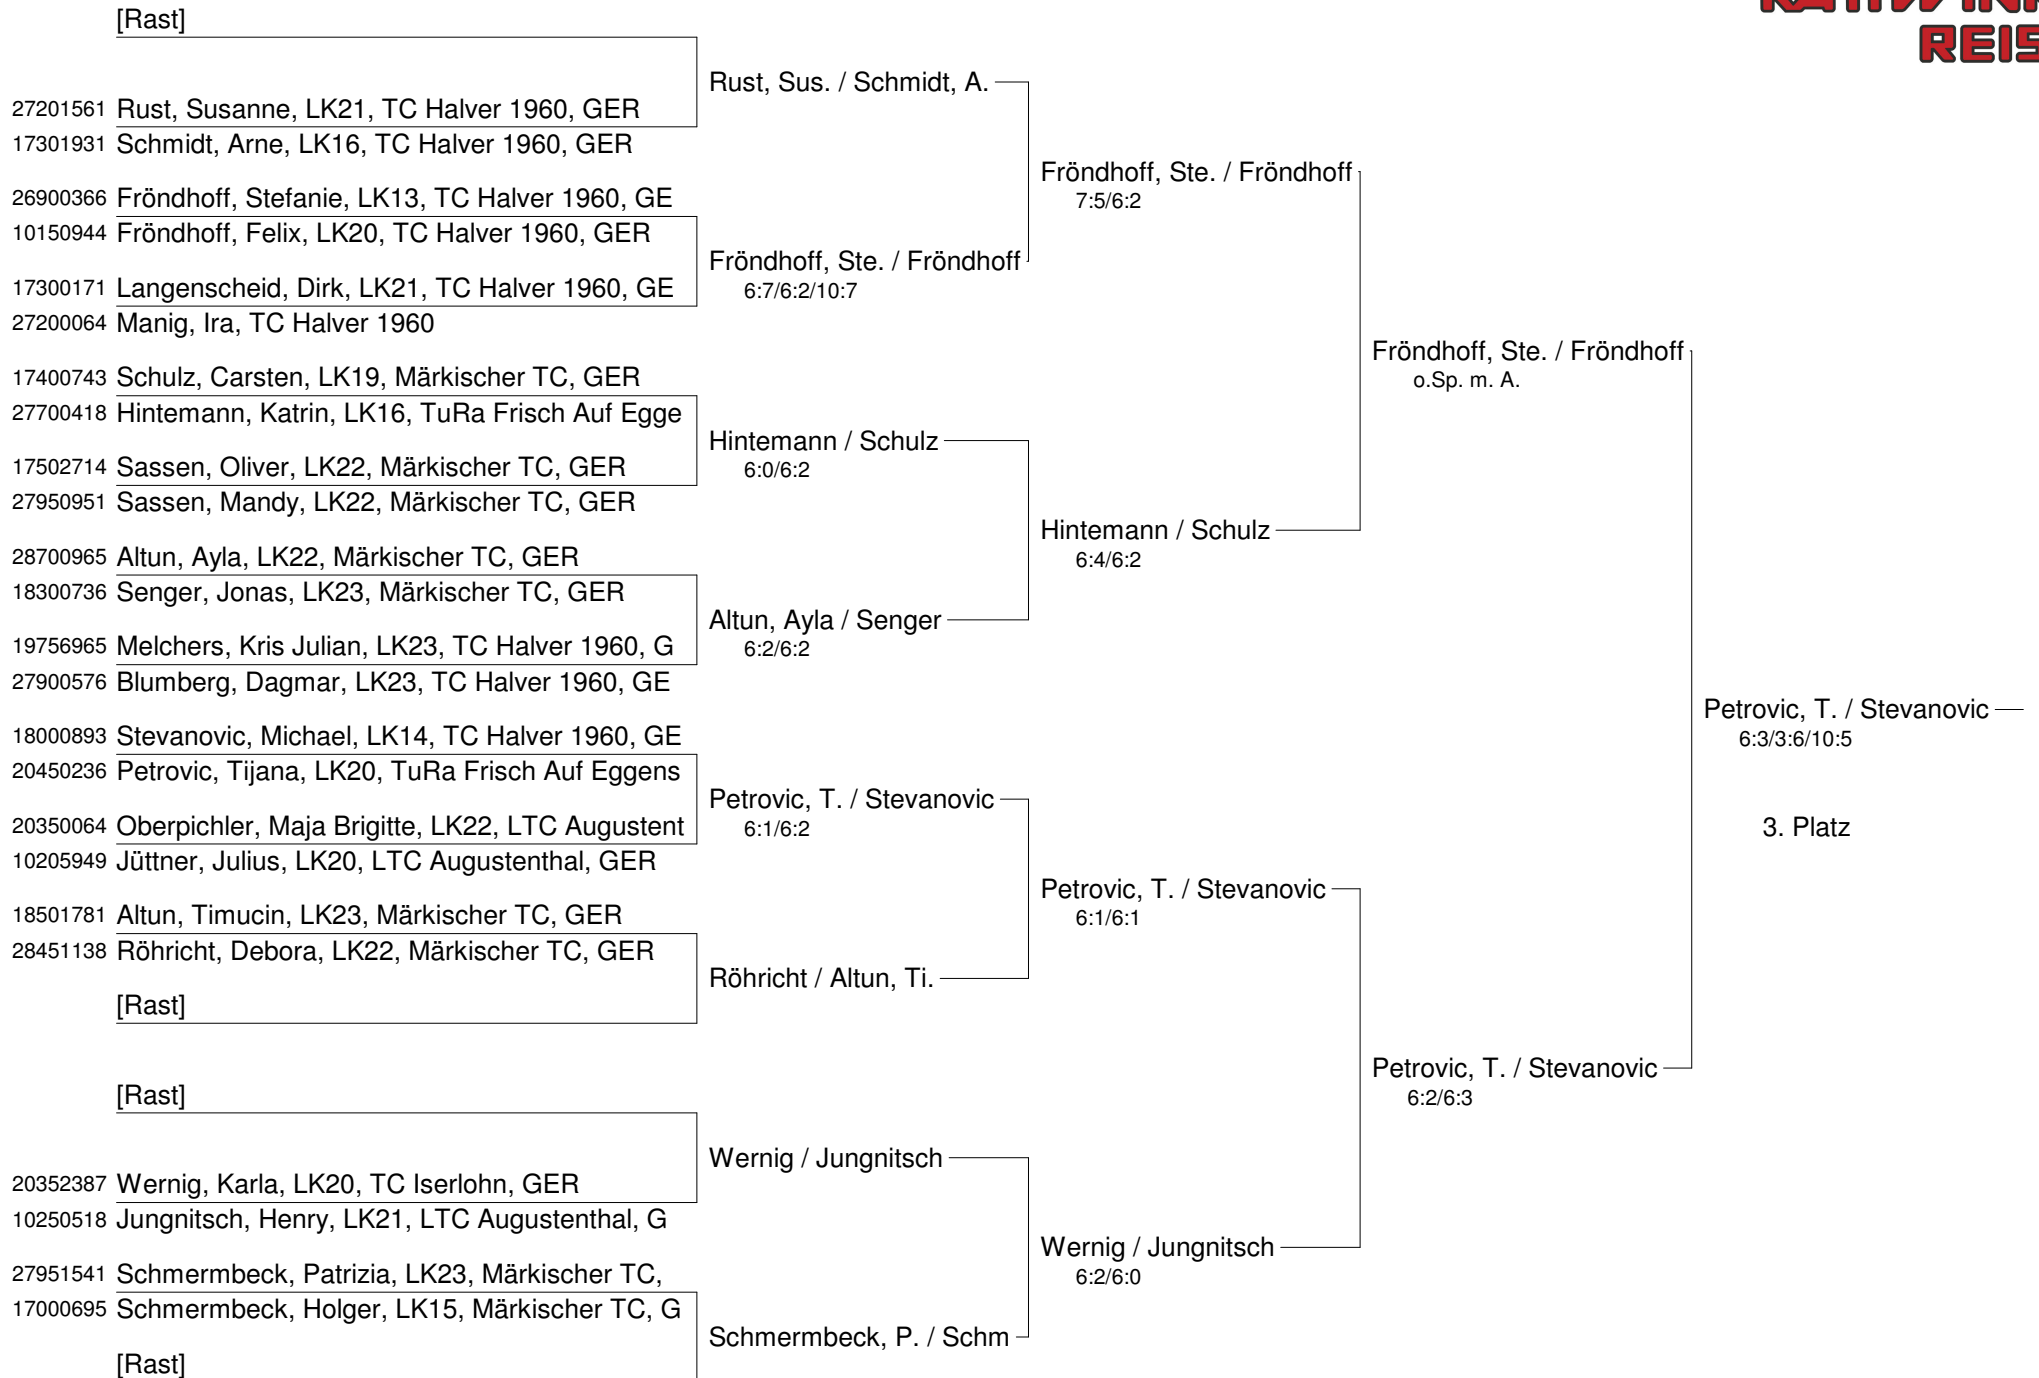 [Rast]
REIS
Rust, Sus. / Schmidt, A.
27201561 Rust, Susanne, LK21, TC Halver 1960, GER
17301931 Schmidt, Arne, LK16, TC Halver 1960, GER
Fröndhoff, Ste. / Fröndhoff
7:5/6:2
26900366 Fröndhoff, Stefanie, LK13, TC Halver 1960, GE
10150944 Fröndhoff, Felix, LK20, TC Halver 1960, GER
Fröndhoff, Ste. / Fröndhoff
6:7/6:2/10:7
17300171 Langenscheid, Dirk, LK21, TC Halver 1960, GE
27200064 Manig, Ira, TC Halver 1960
Fröndhoff, Ste. / Fröndhoff
o.Sp. m. A.
17400743 Schulz, Carsten, LK19, Märkischer TC, GER
27700418 Hintemann, Katrin, LK16, TuRa Frisch Auf Egge
Hintemann / Schulz
6:0/6:2
17502714 Sassen, Oliver, LK22, Märkischer TC, GER
27950951 Sassen, Mandy, LK22, Märkischer TC, GER
Hintemann / Schulz
6:4/6:2
28700965 Altun, Ayla, LK22, Märkischer TC, GER
18300736 Senger, Jonas, LK23, Märkischer TC, GER
Altun, Ayla / Senger
6:2/6:2
19756965 Melchers, Kris Julian, LK23, TC Halver 1960, G
27900576 Blumberg, Dagmar, LK23, TC Halver 1960, GE
Petrovic, T. / Stevanovic
6:3/3:6/10:5
18000893 Stevanovic, Michael, LK14, TC Halver 1960, GE
20450236 Petrovic, Tijana, LK20, TuRa Frisch Auf Eggens
Petrovic, T. / Stevanovic
6:1/6:2
20350064 Oberpichler, Maja Brigitte, LK22, LTC Augustent
3. Platz
10205949 Jüttner, Julius, LK20, LTC Augustenthal, GER
Petrovic, T. / Stevanovic
6:1/6:1
18501781 Altun, Timucin, LK23, Märkischer TC, GER
28451138 Röhricht, Debora, LK22, Märkischer TC, GER
Röhricht / Altun, Ti.
[Rast]
Petrovic, T. / Stevanovic
6:2/6:3
[Rast]
Wernig / Jungnitsch
20352387 Wernig, Karla, LK20, TC Iserlohn, GER
10250518 Jungnitsch, Henry, LK21, LTC Augustenthal, G
Wernig / Jungnitsch
6:2/6:0
27951541 Schmermbeck, Patrizia, LK23, Märkischer TC,
17000695 Schmermbeck, Holger, LK15, Märkischer TC, G
Schmermbeck, P. / Schm
[Rast]